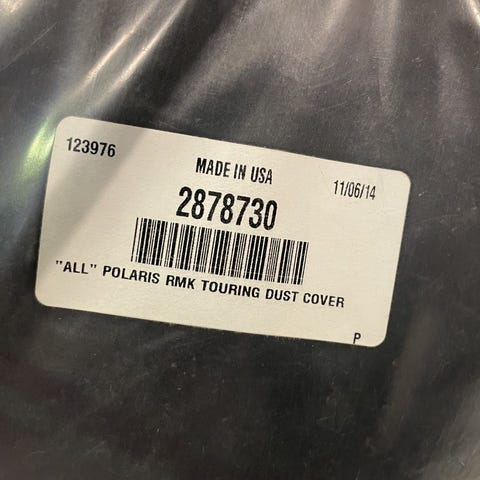 123976
MADE IN USA
11/06/14
2878730
"ALL" POLARIS RMK TOURING DUST COVER
P